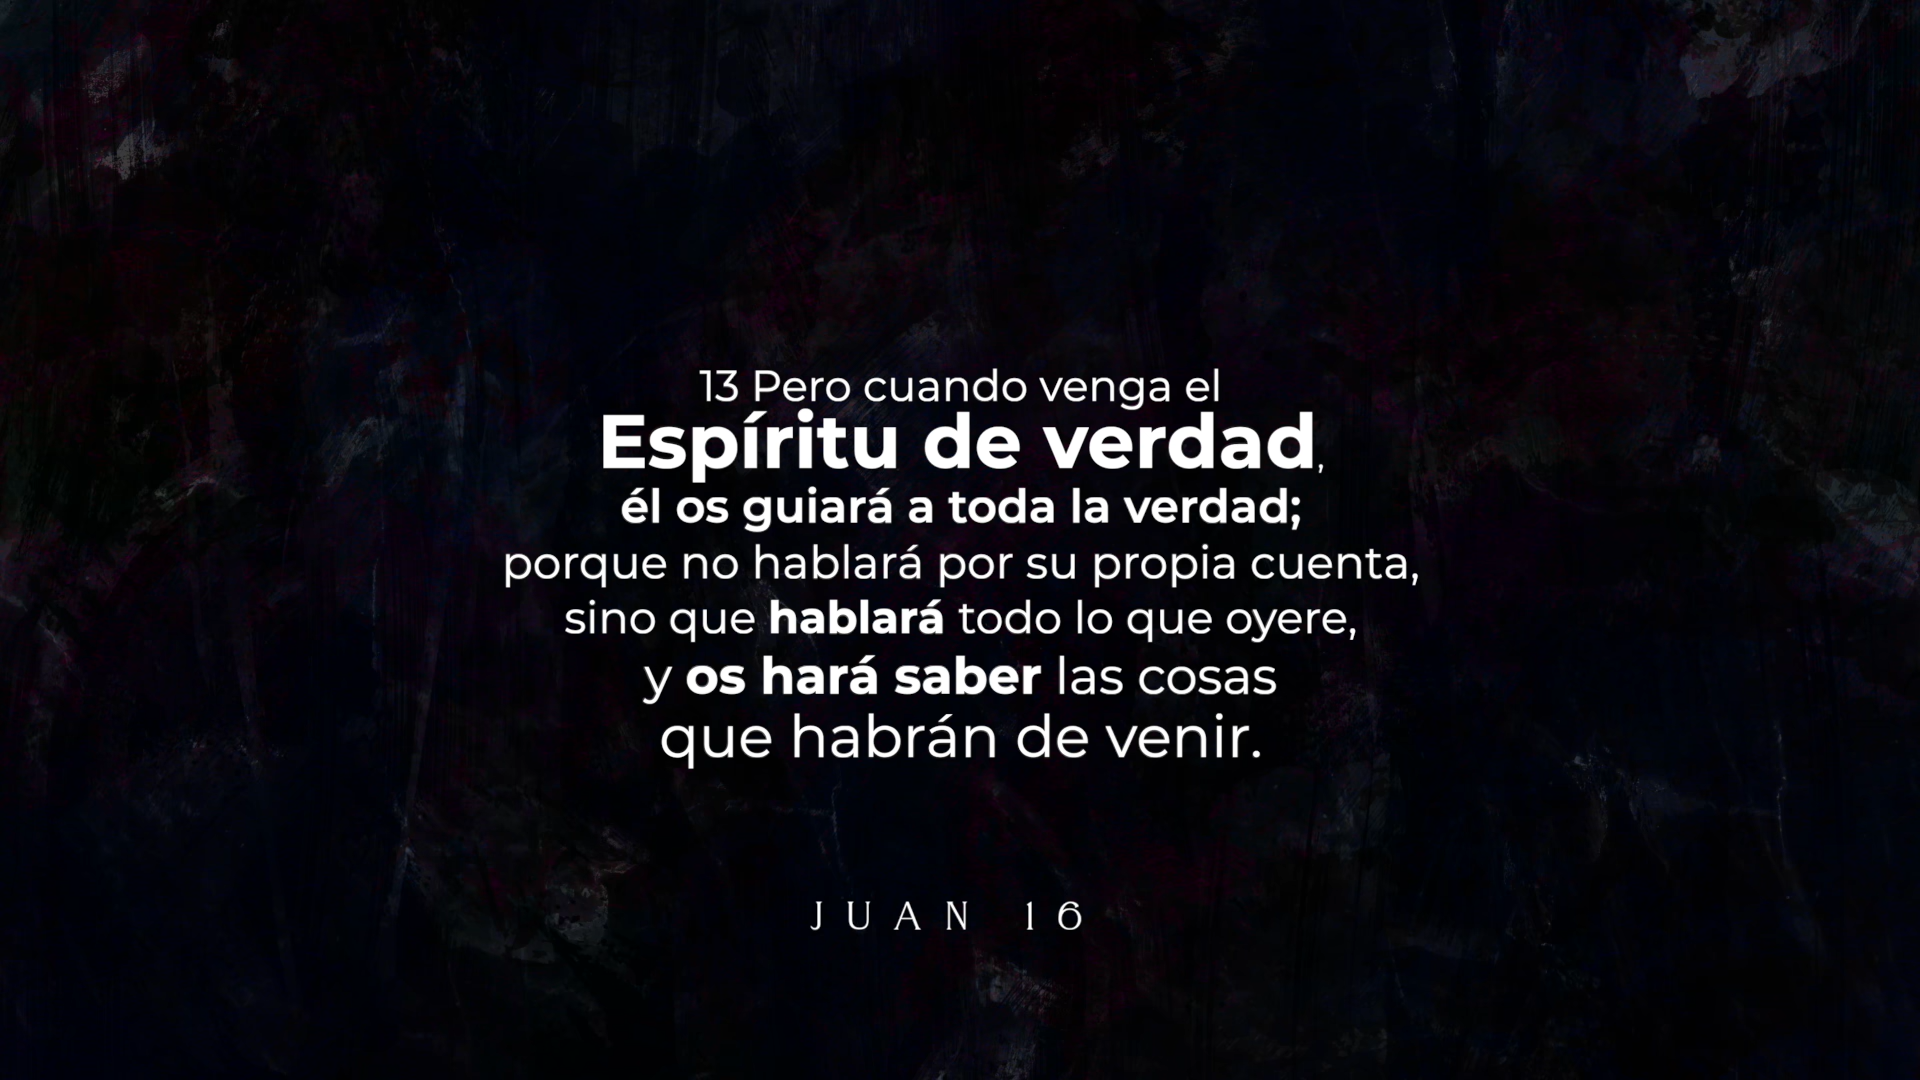 13 Pero cuando venga el
Espíritu de verdad,
él os guiará a toda la verdad;
porque no hablará por su propia cuenta,
sino que hablará todo lo que oyere,
y os hará saber las cosas
que habrán de venir.
JUAN 16